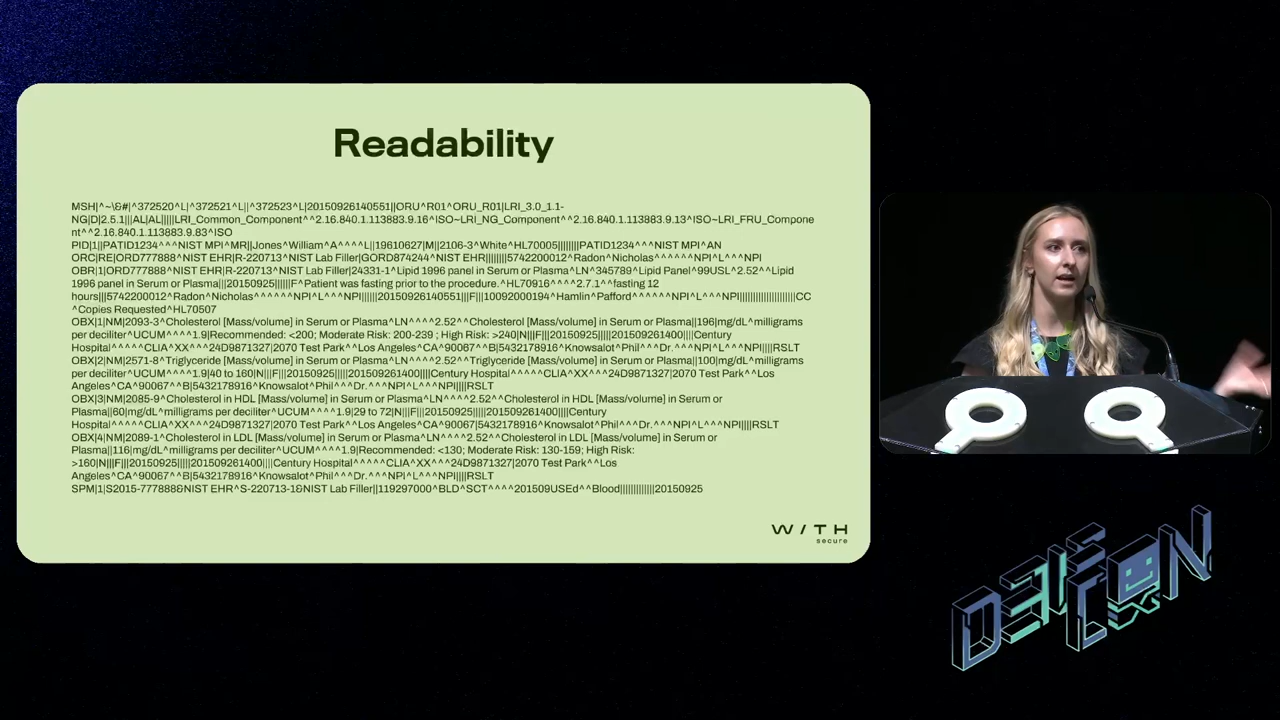 Readability
MSH|^~\&#|^372520^L|^372521^L||^372523^L|20150926140551||ORU^R01^ORU_R01|LRI_3.0_1.1-
NG|D|2.5.1|||AL|AL|||||LRI_Common_Component^^2.16.840.1.113883.9.16^ISO~LRI_NG_Component^^2.16.840.1.113883.9.13^ISO~LRI_FRU_Compone
nt^^2.16.840.1.113883.9.83^ISO
PID|1||PATID1234^^^NIST MPI^MR||Jones^William^A^^^^L||19610627|M||2106-3^White^HL70005||||||||PATID1234^^^NIST MPI^AN
ORC|RE|ORD777888^NIST EHR|R-220713^NIST Lab Filler|GORD874244^NIST EHR||||||||5742200012^Radon^Nicholas^^^^^^NPI^L^^^NPI
OBR|1|ORD777888^NIST EHR|R-220713^NIST Lab Filler|24331-1^Lipid 1996 panel in Serum or Plasma^LN^345789^Lipid Panel^99USL^2.52^^Lipid
1996 panel in Serum or Plasma|||20150925||||||F^Patient was fasting prior to the procedure.^HL70916^^^^2.7.1^^fasting 12
hours|||5742200012^Radon^Nicholas^^^^^^NPI^L^^^NPI||||||20150926140551|||F|||10092000194^Hamlin^Pafford^^^^^^NPI^L^^^NPI|||||||||||||||||||||CC
^Copies Requested^HL70507
OBX|1|NM|2093-3^Cholesterol [Mass/volume] in Serum or Plasma^LN^^^^2.52^^Cholesterol [Mass/volume] in Serum or Plasma||196|mg/dL^milligrams
per deciliter^UCUM^^^^1.9|Recommended: <200; Moderate Risk: 200-239 ; High Risk: >240|N|||F|||20150925|||||201509261400||||Century
Hospital^^^^^CLIA^XX^^^24D9871327|2070 Test Park^^Los Angeles^CA^90067^^B|5432178916^Knowsalot^Phil^^^Dr.^^^NPI^L^^^NPI||||RSLT
OBX|2|NM|2571-8^Triglyceride [Mass/volume] in Serum or Plasma^LN^^^^2.52^^Triglyceride [Mass/volume] in Serum or Plasma||100|mg/dL^milligrams
per deciliter^UCUM^^^^1.9|40 to 160|N|||F|||20150925|||||201509261400||||Century Hospital^^^^^CLIA^XX^^^24D9871327|2070 Test Park^^Los
Angeles^CA^90067^^B|5432178916^Knowsalot^Phil^^^Dr.^^^NPI^L^^^NPI||||RSLT
OBX|3|NM|2085-9^Cholesterol in HDL [Mass/volume] in Serum or Plasma^LN^^^^2.52^^Cholesterol in HDL [Mass/volume] in Serum or
Plasma||60|mg/dL^milligrams per deciliter^UCUM^^^^1.9|29 to 72|N|||F|||20150925|||||201509261400||||Century
Hospital^^^^^CLIA^XX^^^24D9871327|2070 Test Park^^Los Angeles^CA^90067^^B|5432178916^Knowsalot^Phil^^^Dr.^^^NPI^L^^^NPI||||RSLT
OBX|4|NM|2089-1^Cholesterol in LDL [Mass/volume] in Serum or Plasma^LN^^^^2.52^^Cholesterol in LDL [Mass/volume] in Serum or
Plasma||116|mg/dL^milligrams per deciliter^UCUM^^^^1.9|Recommended: <130; Moderate Risk: 130-159; High Risk:
>160|N|||F|||20150925|||||201509261400||||Century Hospital^^^^^CLIA^XX^^^24D9871327|2070 Test Park^^Los
Angeles^CA^90067^^B|5432178916^Knowsalot^Phil^^^Dr.^^^NPI^L^^^NPI||||RSLT
SPM|1|S2015-777888&NIST EHR^S-220713-1&NIST Lab Filler||119297000^BLD^SCT^^^^201509USEd^^Blood|||||||||||||20150925
W/TH
secure
DEF CON